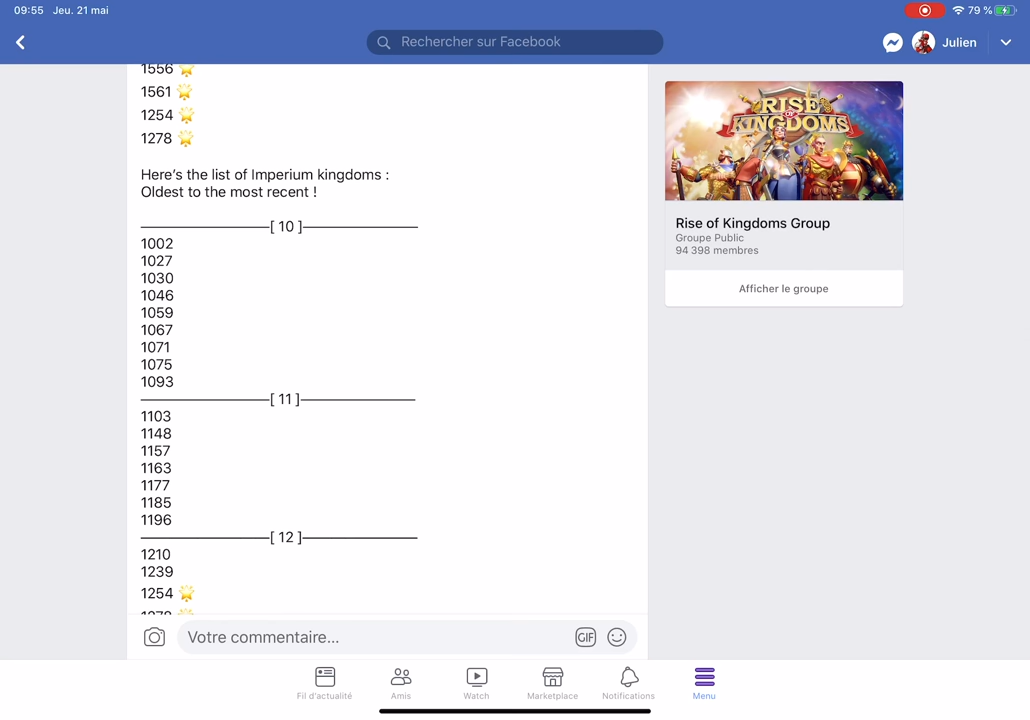 09:55 Jeu. 21 mai
79 %
Rechercher sur Facebook
Julien
1556 🌟
1561 🌟
1254 🌟
1278 🌟
Here's the list of Imperium kingdoms :
Oldest to the most recent !
———————————[ 10 ]——————————
1002
1027
1030
1046
1059
1067
1071
1075
1093
———————————[ 11 ]——————————
1103
1148
1157
1163
1177
1185
1196
———————————[ 12 ]——————————
1210
1239
1254 🌟
1278 🌟
RISE OF KINGDOMS
Rise of Kingdoms Group
Groupe Public
94 398 membres
Afficher le groupe
Votre commentaire...
GIF
Fil d'actualité
Amis
Watch
Marketplace
Notifications
Menu